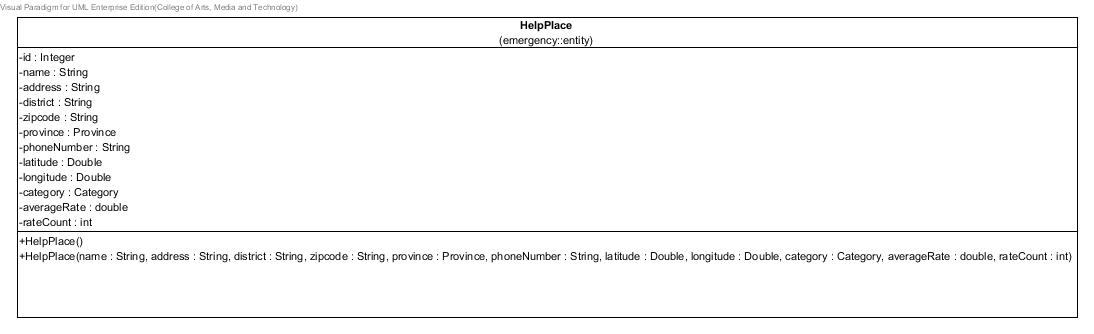 Visual Paradigm for UML Enterprise Edition(College of Arts, Media and Technology)
HelpPlace
(emergency::entity)
-id : Integer
-name : String
-address : String
-district : String
-zipcode : String
-province : Province
-phoneNumber : String
-latitude : Double
-longitude : Double
-category : Category
-averageRate : double
-rateCount : int
+HelpPlace()
+HelpPlace(name : String, address : String, district : String, zipcode : String, province : Province, phoneNumber : String, latitude : Double, longitude : Double, category : Category, averageRate : double, rateCount : int)